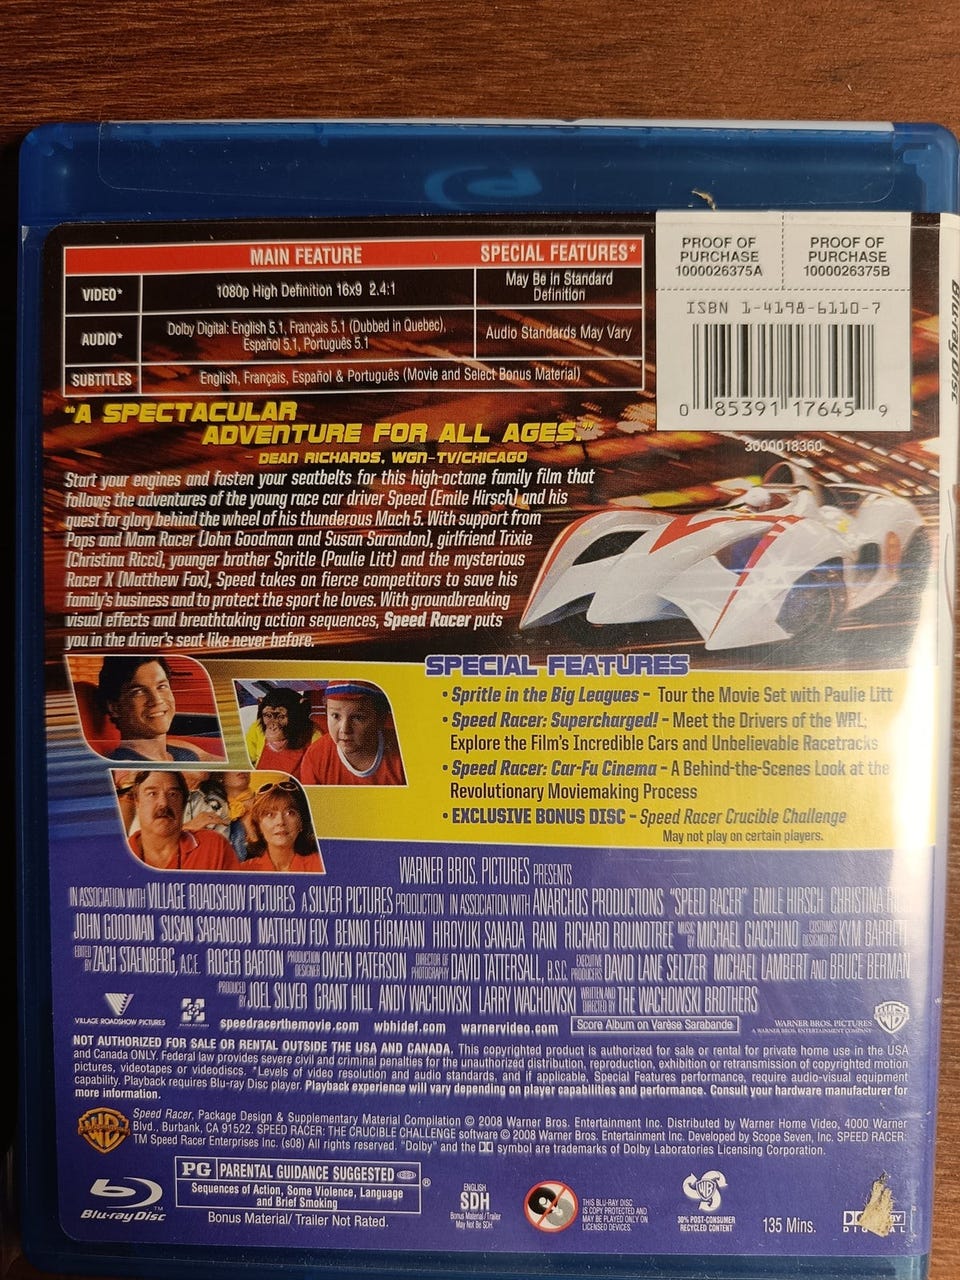 MAIN FEATURE SPECIAL FEATURES*
VIDEO* 1080p High Definition 16x9 2.4:1 May Be in Standard Definition
AUDIO* Dolby Digital: English 5.1, Français 5.1 (Dubbed in Quebec), Español 5.1, Português 5.1 Audio Standards May Vary
SUBTITLES English, Français, Español & Português (Movie and Select Bonus Material)
PROOF OF PURCHASE 1000026375A
PROOF OF PURCHASE 1000026375B
ISBN 1-4198-6110-7
0 85391 17645 9
3000018360
Blu-ray Disc
"A SPECTACULAR
ADVENTURE FOR ALL AGES."
– DEAN RICHARDS, WGN-TV/CHICAGO
Start your engines and fasten your seatbelts for this high-octane family film that
follows the adventures of the young race car driver Speed (Emile Hirsch) and his
quest for glory behind the wheel of his thunderous Mach 5. With support from
Pops and Mom Racer (John Goodman and Susan Sarandon), girlfriend Trixie
(Christina Ricci), younger brother Spritle (Paulie Litt) and the mysterious
Racer X (Matthew Fox), Speed takes on fierce competitors to save his
family's business and to protect the sport he loves. With groundbreaking
visual effects and breathtaking action sequences, Speed Racer puts
you in the driver's seat like never before.
SPECIAL FEATURES
• Spritle in the Big Leagues – Tour the Movie Set with Paulie Litt
• Speed Racer: Supercharged! – Meet the Drivers of the WRL;
Explore the Film's Incredible Cars and Unbelievable Racetracks
• Speed Racer: Car-Fu Cinema – A Behind-the-Scenes Look at the
Revolutionary Moviemaking Process
• EXCLUSIVE BONUS DISC – Speed Racer Crucible Challenge
May not play on certain players.
WARNER BROS. PICTURES PRESENTS
IN ASSOCIATION WITH VILLAGE ROADSHOW PICTURES A SILVER PICTURES PRODUCTION IN ASSOCIATION WITH ANARCHOS PRODUCTIONS "SPEED RACER" EMILE HIRSCH CHRISTINA
JOHN GOODMAN SUSAN SARANDON MATTHEW FOX BENNO FÜRMANN HIROYUKI SANADA RAIN RICHARD ROUNDTREE MUSIC BY MICHAEL GIACCHINO COSTUMES DESIGNED BY KYM BARRETT
EDITED BY ZACH STAENBERG, A.C.E. ROGER BARTON PRODUCTION DESIGNER OWEN PATERSON DIRECTOR OF PHOTOGRAPHY DAVID TATTERSALL, B.S.C. EXECUTIVE PRODUCERS DAVID LANE SELTZER MICHAEL LAMBERT AND BRUCE BERMAN
PRODUCED BY JOEL SILVER GRANT HILL ANDY WACHOWSKI LARRY WACHOWSKI WRITTEN AND DIRECTED BY THE WACHOWSKI BROTHERS
VILLAGE ROADSHOW PICTURES SILVER PICTURES speedracerthemovie.com wbhidef.com warnervideo.com Score Album on Varèse Sarabande WARNER BROS. PICTURES
A WARNER BROS. ENTERTAINMENT COMPANY
NOT AUTHORIZED FOR SALE OR RENTAL OUTSIDE THE USA AND CANADA. This copyrighted product is authorized for sale or rental for private home use in the USA
and Canada ONLY. Federal law provides severe civil and criminal penalties for the unauthorized distribution, reproduction, exhibition or retransmission of copyrighted motion
pictures, videotapes or videodiscs. *Levels of video resolution and audio standards, and if applicable, Special Features performance, require audio-visual equipment
capability. Playback requires Blu-ray Disc player. Playback experience will vary depending on player capabilities and performance. Consult your hardware manufacturer for
more information.
Speed Racer, Package Design & Supplementary Material Compilation © 2008 Warner Bros. Entertainment Inc. Distributed by Warner Home Video, 4000 Warner
Blvd., Burbank, CA 91522. SPEED RACER: THE CRUCIBLE CHALLENGE software © 2008 Warner Bros. Entertainment Inc. Developed by Scope Seven, Inc. SPEED RACER:
TM Speed Racer Enterprises Inc. (s08) All rights reserved. "Dolby" and the DD symbol are trademarks of Dolby Laboratories Licensing Corporation.
PG PARENTAL GUIDANCE SUGGESTED ®
Sequences of Action, Some Violence, Language
and Brief Smoking
Bonus Material/ Trailer Not Rated.
Blu-ray Disc TM
ENGLISH
SDH
Bonus Material/Trailer
May Not Be SDH
THIS BLU-RAY DISC
IS COPY PROTECTED AND
MAY BE PLAYED ONLY ON
LICENSED DEVICES.
30% POST-CONSUMER
RECYCLED CONTENT
135 Mins.
DIGITAL